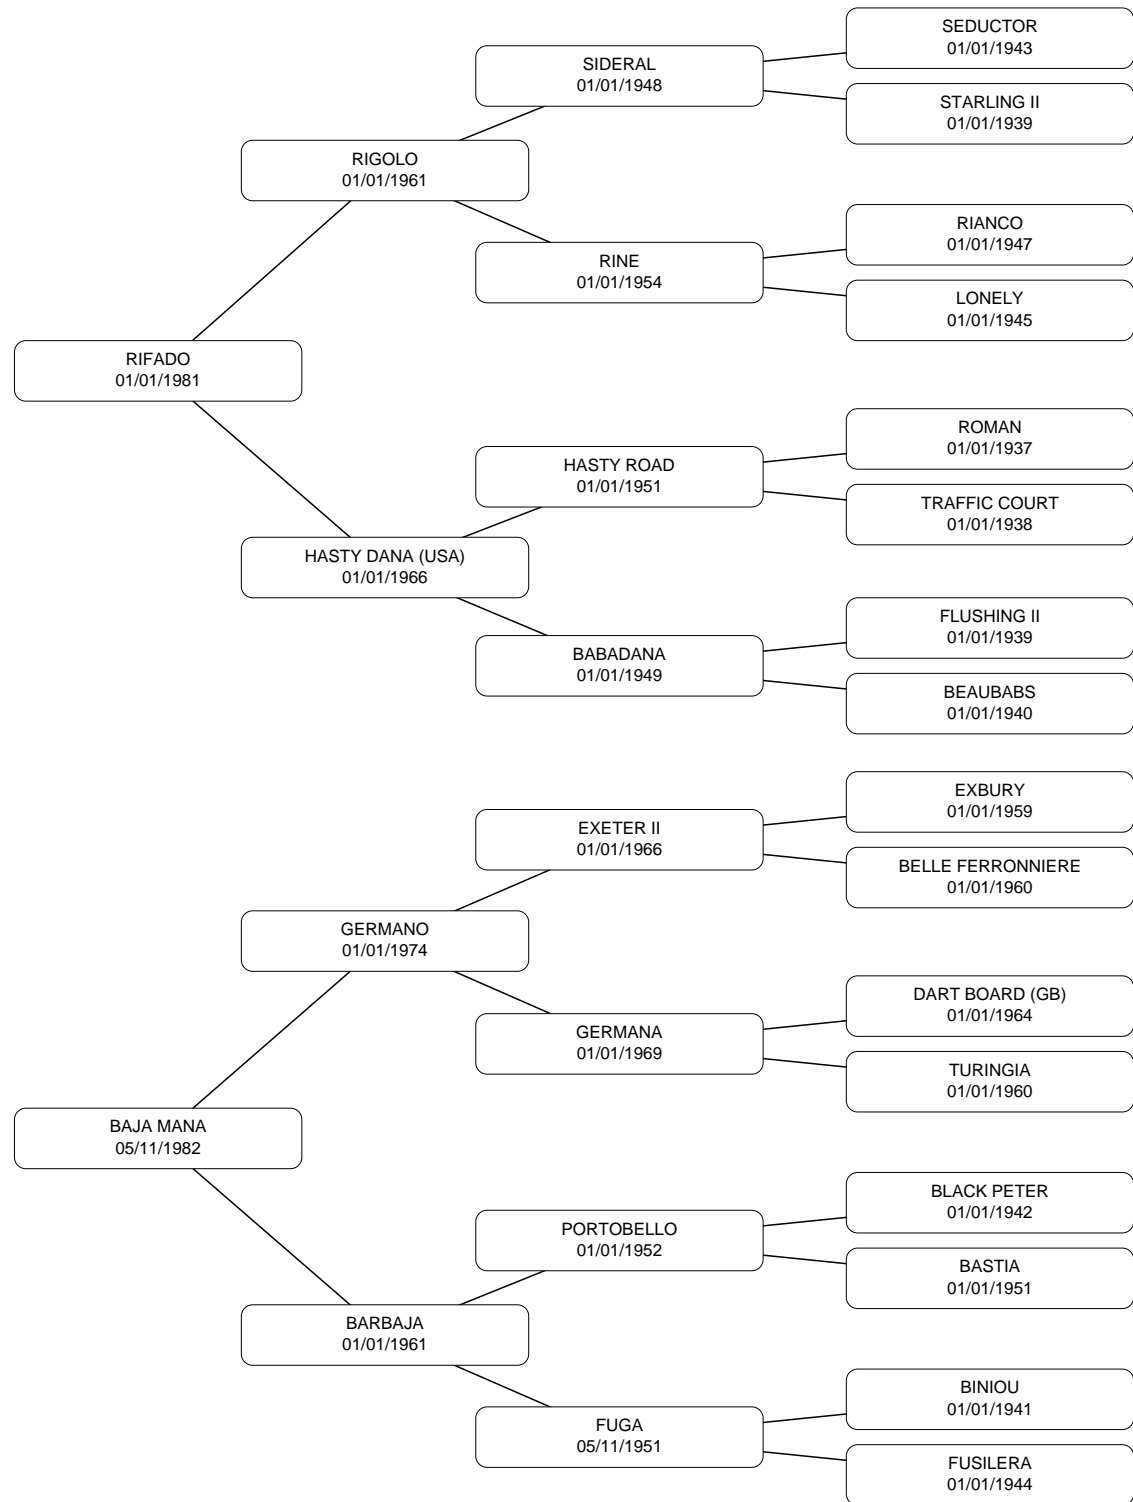 SEDUCTOR
01/01/1943
SIDERAL
01/01/1948
STARLING II
01/01/1939
RIGOLO
01/01/1961
RIANCO
01/01/1947
RINE
01/01/1954
LONELY
01/01/1945
RIFADO
01/01/1981
ROMAN
01/01/1937
HASTY ROAD
01/01/1951
TRAFFIC COURT
01/01/1938
HASTY DANA (USA)
01/01/1966
FLUSHING II
01/01/1939
BABADANA
01/01/1949
BEAUBABS
01/01/1940
EXBURY
01/01/1959
EXETER II
01/01/1966
BELLE FERRONNIERE
01/01/1960
GERMANO
01/01/1974
DART BOARD (GB)
01/01/1964
GERMANA
01/01/1969
TURINGIA
01/01/1960
BAJA MANA
05/11/1982
BLACK PETER
01/01/1942
PORTOBELLO
01/01/1952
BASTIA
01/01/1951
BARBAJA
01/01/1961
BINIOU
01/01/1941
FUGA
05/11/1951
FUSILERA
01/01/1944